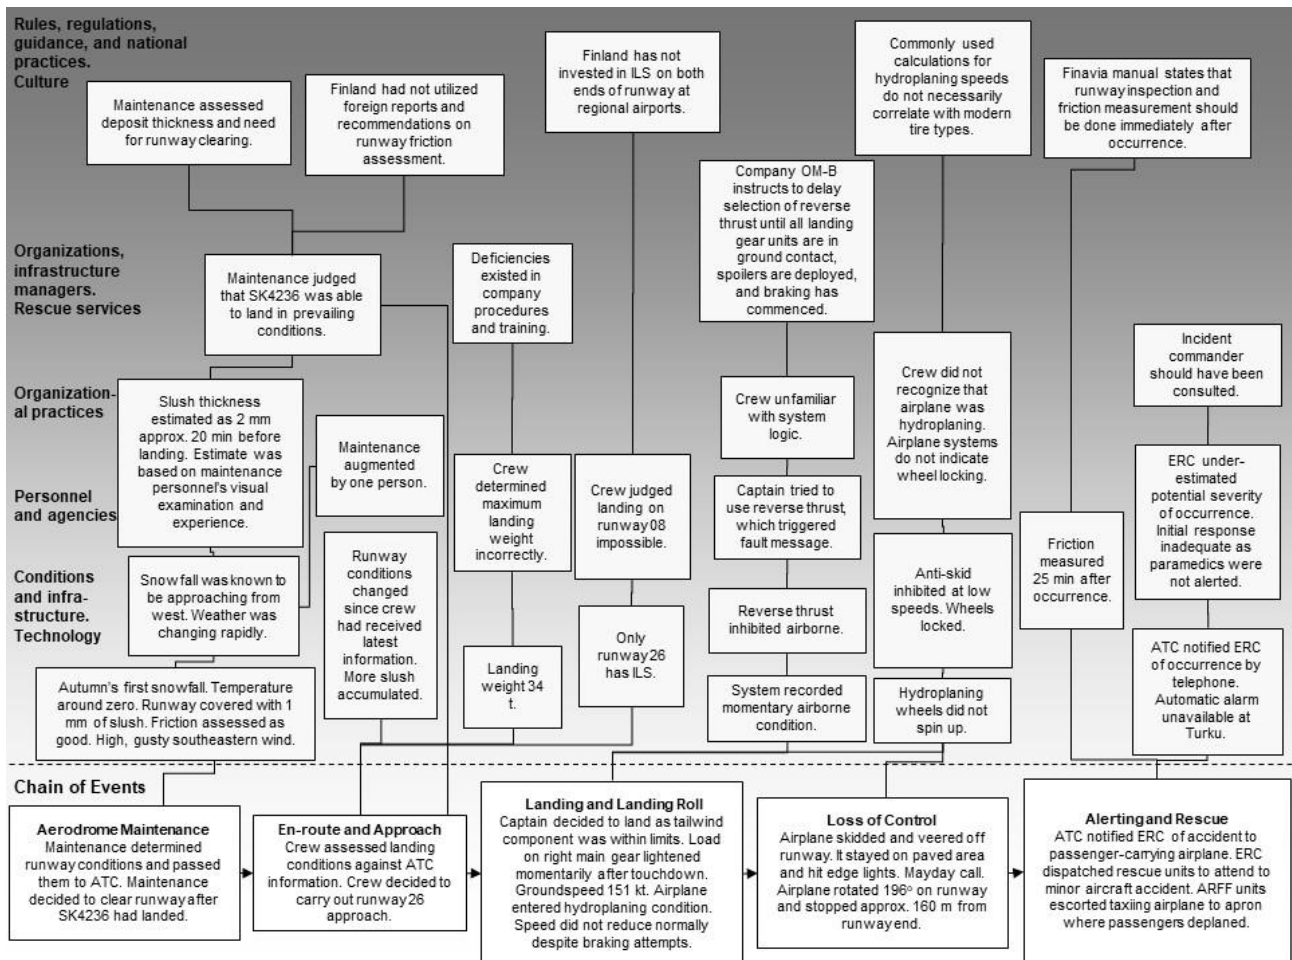 Rules, regulations,
guidance, and national
practices.
Culture
Maintenance assessed
deposit thickness and need
for runway clearing.
Finland had not utilized
foreign reports and
recommendations on
runway friction
assessment.
Finland has not
invested in ILS on both
ends of runway at
regional airports.
Commonly used
calculations for
hydroplaning speeds
do not necessarily
correlate with modern
tire types.
Finavia manual states that
runway inspection and
friction measurement should
be done immediately after
occurrence.
Organizations,
infrastructure
managers.
Rescue services
Maintenance judged
that SK4236 was able
to land in prevailing
conditions.
Deficiencies
existed in
company
procedures
and training.
Company OM-B
instructs to delay
selection of reverse
thrust until all landing
gear units are in
ground contact,
spoilers are deployed,
and braking has
commenced.
Incident
commander
should have been
consulted.
Organization-
al practices
Slush thickness
estimated as 2 mm
approx. 20 min before
landing. Estimate was
based on maintenance
personnel's visual
examination and
experience.
Maintenance
augmented
by one person.
Crew unfamiliar
with system
logic.
Crew did not
recognize that
airplane was
hydroplaning.
Airplane systems
do not indicate
wheel locking.
Personnel
and agencies
Crew
determined
maximum
landing
weight
incorrectly.
Crew judged
landing on
runway 08
impossible.
Captain tried to
use reverse thrust,
which triggered
fault message.
ERC under-
estimated
potential severity
of occurrence.
Initial response
inadequate as
paramedics were
not alerted.
Friction
measured
25 min after
occurrence.
Conditions
and infra-
structure.
Technology
Snowfall was known to
be approaching from
west. Weather was
changing rapidly.
Runway
conditions
changed
since crew
had received
latest
information.
More slush
accumulated.
Anti-skid
inhibited at low
speeds. Wheels
locked.
Reverse thrust
inhibited airborne.
Only
runway 26
has ILS.
Landing
weight 34
t.
ATC notified ERC
of occurrence by
telephone.
Automatic alarm
unavailable at
Turku.
Autumn's first snowfall. Temperature
around zero. Runway covered with 1
mm of slush. Friction assessed as
good. High, gusty southeastern wind.
System recorded
momentary airborne
condition.
Hydroplaning
wheels did not
spin up.
Chain of Events
Aerodrome Maintenance
Maintenance determined
runway conditions and passed
them to ATC. Maintenance
decided to clear runway after
SK4236 had landed.
En-route and Approach
Crew assessed landing
conditions against ATC
information. Crew decided to
carry out runway 26
approach.
Landing and Landing Roll
Captain decided to land as tailwind
component was within limits. Load
on right main gear lightened
momentarily after touchdown.
Groundspeed 151 kt. Airplane
entered hydroplaning condition.
Speed did not reduce normally
despite braking attempts.
Loss of Control
Airplane skidded and veered off
runway. It stayed on paved area
and hit edge lights. Mayday call.
Airplane rotated 196° on runway
and stopped approx. 160 m from
runway end.
Alerting and Rescue
ATC notified ERC of accident to
passenger-carrying airplane. ERC
dispatched rescue units to attend to
minor aircraft accident. ARFF units
escorted taxiing airplane to apron
where passengers deplaned.